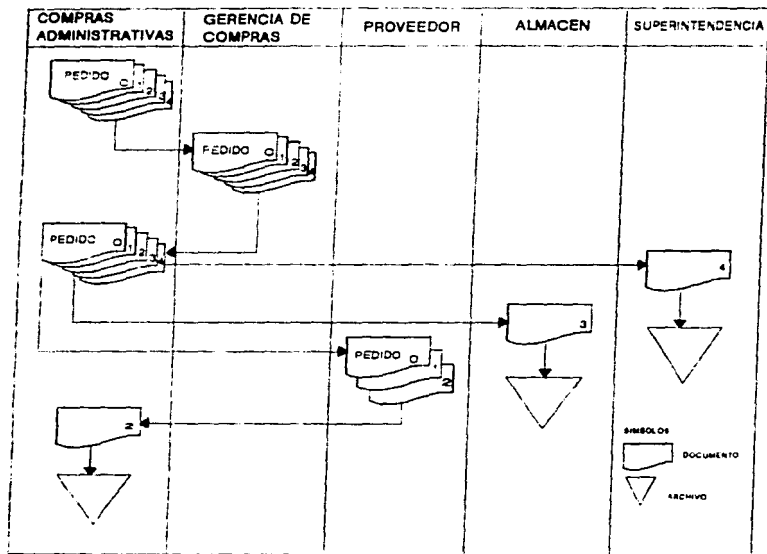 COMPRAS
ADMINISTRATIVAS
GERENCIA DE
COMPRAS
PROVEEDOR
ALMACEN
SUPERINTENDENCIA
PEDIDO 0 1 2 3 4
PEDIDO 0 1 2 3 4
PEDIDO 0 1 2 3 4
4
3
PEDIDO 0 1 2
2
SIMBOLOS
DOCUMENTO
ARCHIVO